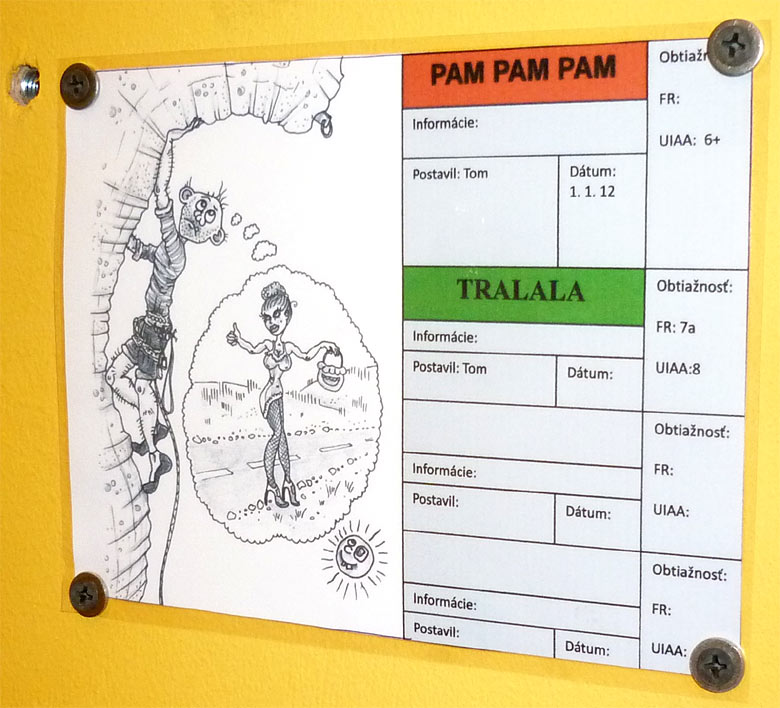 PAM PAM PAM
Informácie:
Postavil: Tom
Dátum:
1. 1. 12
FR:
UIAA: 6+
TRALALA
Informácie:
Postavil: Tom
Dátum:
Obtiažnosť:
FR: 7a
UIAA:8
Informácie:
Postavil:
Dátum:
Obtiažnosť:
FR:
UIAA:
Informácie:
Postavil:
Dátum:
Obtiažnosť:
FR:
UIAA: